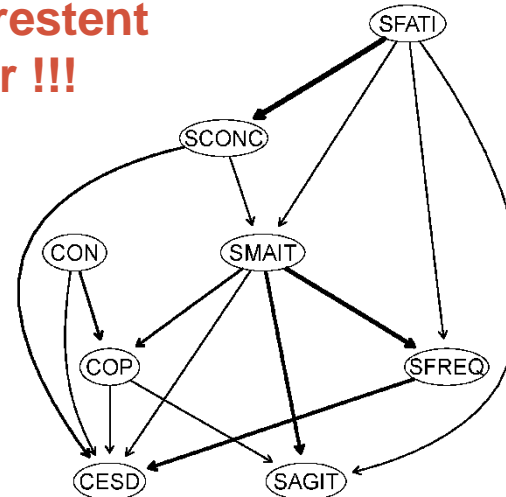 restent
r !!!
SFATI
SCONC
CON
SMAIT
COP
SFREQ
CESD
SAGIT